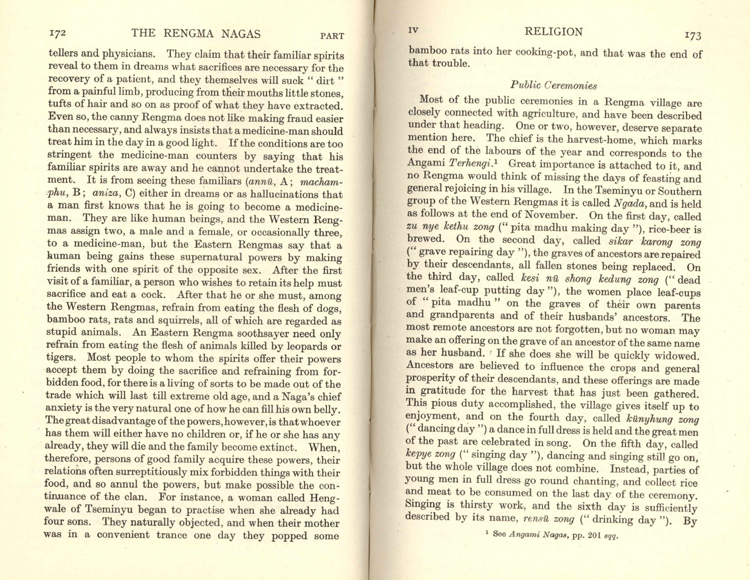 172 THE RENGMA NAGAS PART
tellers and physicians. They claim that their familiar spirits
reveal to them in dreams what sacrifices are necessary for the
recovery of a patient, and they themselves will suck “ dirt ”
from a painful limb, producing from their mouths little stones,
tufts of hair and so on as proof of what they have extracted.
Even so, the canny Rengma does not like making fraud easier
than necessary, and always insists that a medicine-man should
treat him in the day in a good light. If the conditions are too
stringent the medicine-man counters by saying that his
familiar spirits are away and he cannot undertake the treat-
ment. It is from seeing these familiars (annü, A ; macham-
phu, B ; aniza, C) either in dreams or as hallucinations that
a man first knows that he is going to become a medicine-
man. They are like human beings, and the Western Reng-
mas assign two, a male and a female, or occasionally three,
to a medicine-man, but the Eastern Rengmas say that a
human being gains these supernatural powers by making
friends with one spirit of the opposite sex. After the first
visit of a familiar, a person who wishes to retain its help must
sacrifice and eat a cock. After that he or she must, among
the Western Rengmas, refrain from eating the flesh of dogs,
bamboo rats, rats and squirrels, all of which are regarded as
stupid animals. An Eastern Rengma soothsayer need only
refrain from eating the flesh of animals killed by leopards or
tigers. Most people to whom the spirits offer their powers
accept them by doing the sacrifice and refraining from for-
bidden food, for there is a living of sorts to be made out of the
trade which will last till extreme old age, and a Naga’s chief
anxiety is the very natural one of how he can fill his own belly.
The great disadvantage of the powers, however, is that whoever
has them will either have no children or, if he or she has any
already, they will die and the family become extinct. When,
therefore, persons of good family acquire these powers, their
relations often surreptitiously mix forbidden things with their
food, and so annul the powers, but make possible the con-
tinuance of the clan. For instance, a woman called Heng-
wale of Tseminyu began to practise when she already had
four sons. They naturally objected, and when their mother
was in a convenient trance one day they popped some
IV RELIGION 173
bamboo rats into her cooking-pot, and that was the end of
that trouble.
Public Ceremonies
Most of the public ceremonies in a Rengma village are
closely connected with agriculture, and have been described
under that heading. One or two, however, deserve separate
mention here. The chief is the harvest-home, which marks
the end of the labours of the year and corresponds to the
Angami Terhengi.¹ Great importance is attached to it, and
no Rengma would think of missing the days of feasting and
general rejoicing in his village. In the Tseminyu or Southern
group of the Western Rengmas it is called Ngada, and is held
as follows at the end of November. On the first day, called
zu nye kethu zong (“ pita madhu making day ”), rice-beer is
brewed. On the second day, called sikar karong zong
(“ grave repairing day ”), the graves of ancestors are repaired
by their descendants, all fallen stones being replaced. On
the third day, called kesi nü shong kedung zong (“ dead
men’s leaf-cup putting day ”), the women place leaf-cups
of “ pita madhu ” on the graves of their own parents
and grandparents and of their husbands’ ancestors. The
most remote ancestors are not forgotten, but no woman may
make an offering on the grave of an ancestor of the same name
as her husband. If she does she will be quickly widowed.
Ancestors are believed to influence the crops and general
prosperity of their descendants, and these offerings are made
in gratitude for the harvest that has just been gathered.
This pious duty accomplished, the village gives itself up to
enjoyment, and on the fourth day, called künyhung zong
(“ dancing day ”) a dance in full dress is held and the great men
of the past are celebrated in song. On the fifth day, called
kepye zong (“ singing day ”), dancing and singing still go on,
but the whole village does not combine. Instead, parties of
young men in full dress go round chanting, and collect rice
and meat to be consumed on the last day of the ceremony.
Singing is thirsty work, and the sixth day is sufficiently
described by its name, rensü zong (“ drinking day ”). By
¹ See Angami Nagas, pp. 201 sqq.